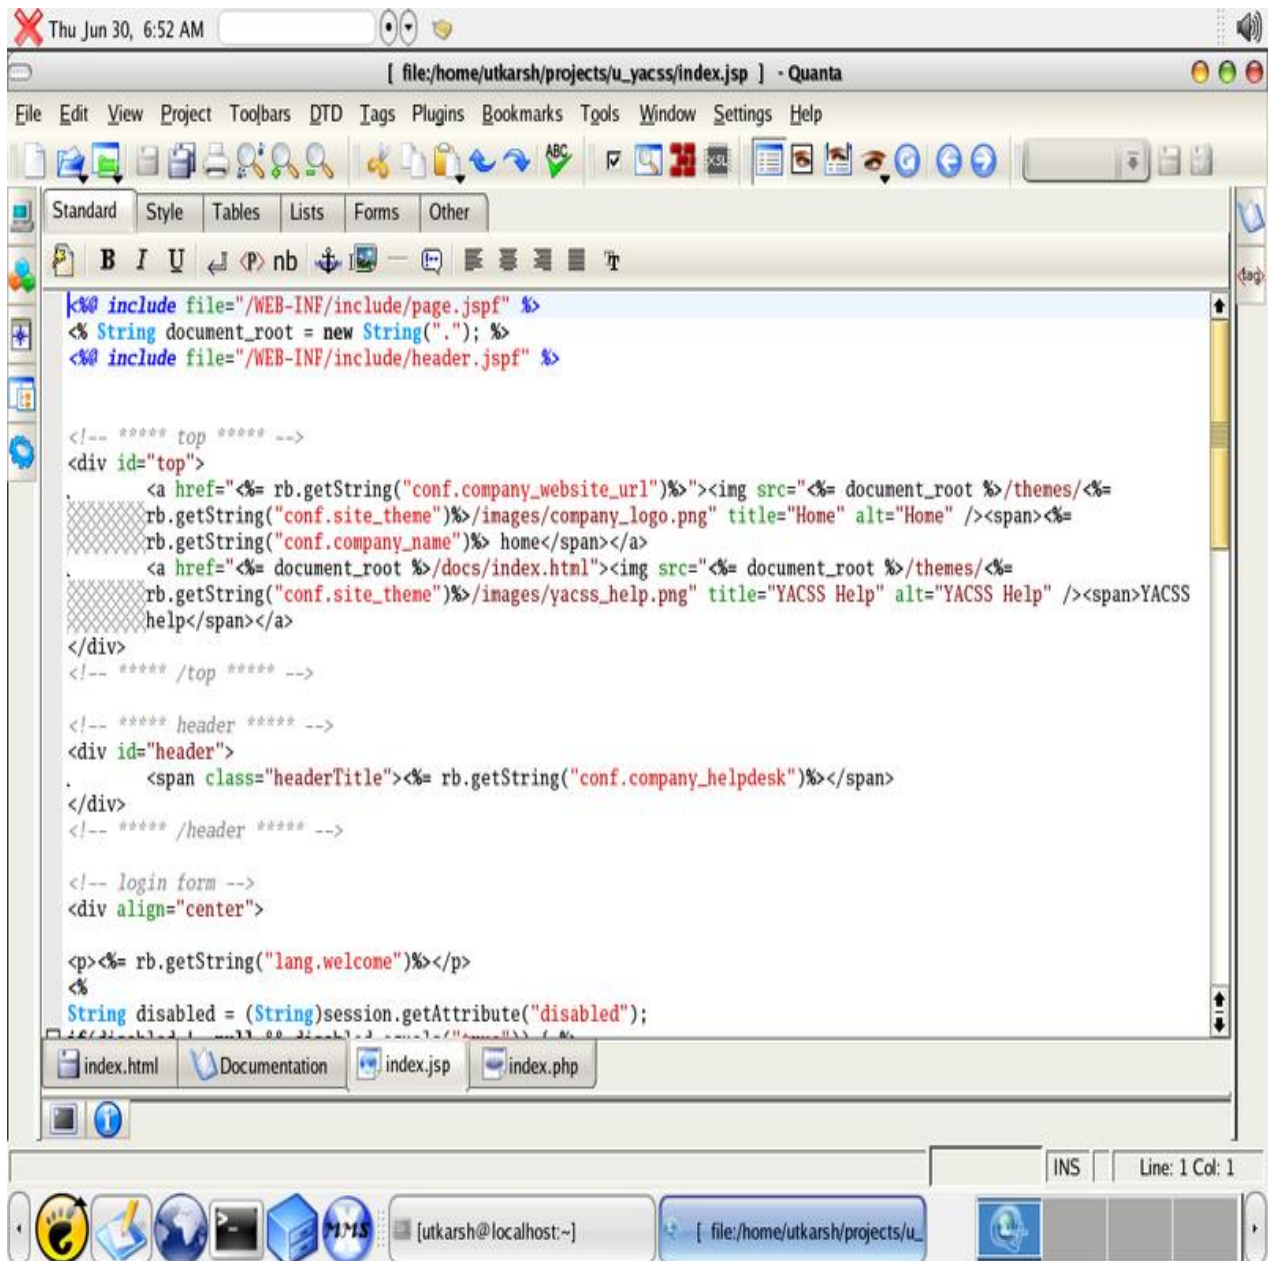 Thu Jun 30, 6:52 AM
[ file:/home/utkarsh/projects/u_yacss/index.jsp ] - Quanta
File Edit View Project Toolbars DTD Tags Plugins Bookmarks Tools Window Settings Help
ABC
XSL
Standard Style Tables Lists Forms Other
B I U <P> nb
<tag>
<%@ include file="/WEB-INF/include/page.jspf" %>
<% String document_root = new String("."); %>
<%@ include file="/WEB-INF/include/header.jspf" %>
<!-- ***** top ***** -->
<div id="top">
<a href="<%= rb.getString("conf.company_website_url")%>"><img src="<%= document_root %>/themes/<%=
rb.getString("conf.site_theme")%>/images/company_logo.png" title="Home" alt="Home" /><span><%=
rb.getString("conf.company_name")%> home</span></a>
<a href="<%= document_root %>/docs/index.html"><img src="<%= document_root %>/themes/<%=
rb.getString("conf.site_theme")%>/images/yacss_help.png" title="YACSS Help" alt="YACSS Help" /><span>YACSS
help</span></a>
</div>
<!-- ***** /top ***** -->
<!-- ***** header ***** -->
<div id="header">
<span class="headerTitle"><%= rb.getString("conf.company_helpdesk")%></span>
</div>
<!-- ***** /header ***** -->
<!-- login form -->
<div align="center">
<p><%= rb.getString("lang.welcome")%></p>
<%
String disabled = (String)session.getAttribute("disabled");
index.html Documentation index.jsp index.php
INS Line: 1 Col: 1
MMS [utkarsh@localhost:~] [ file:/home/utkarsh/projects/u_